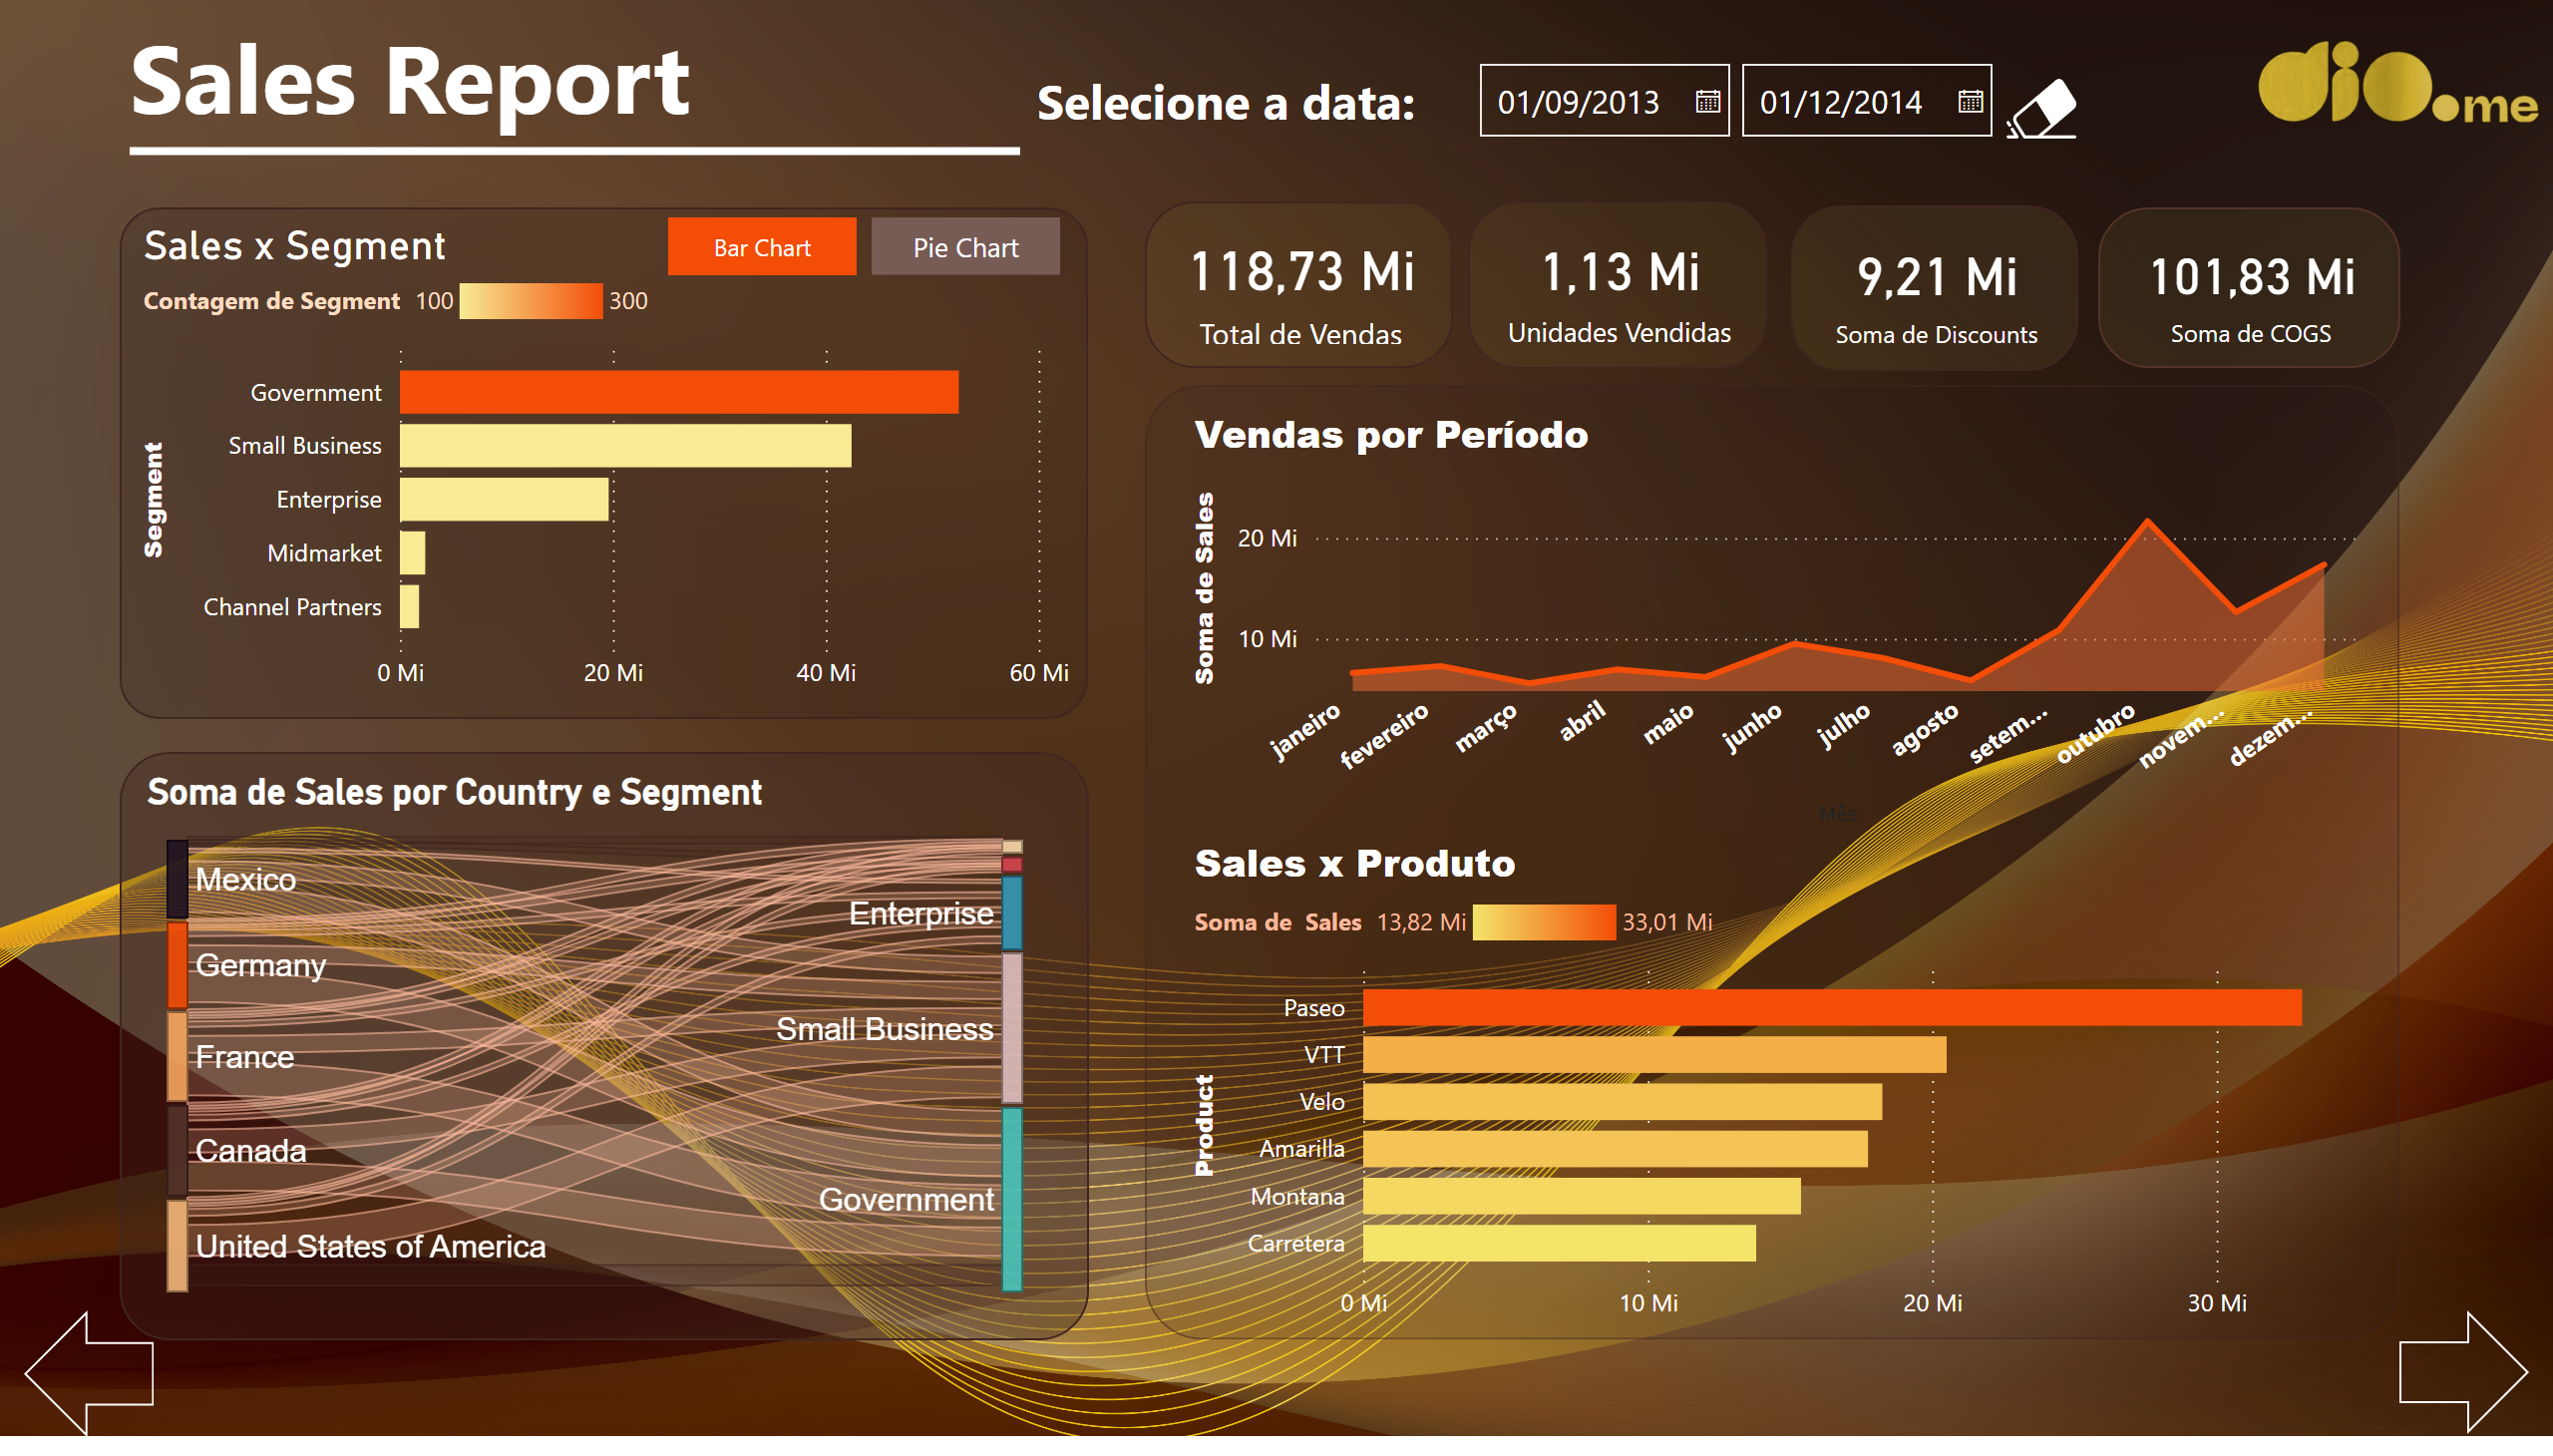 Sales Report
Selecione a data:
01/09/2013
01/12/2014
dio.me
Sales x Segment
Bar Chart
Pie Chart
Contagem de Segment 100 300
Segment
Government
Small Business
Enterprise
Midmarket
Channel Partners
0 Mi 20 Mi 40 Mi 60 Mi
118,73 Mi
Total de Vendas
1,13 Mi
Unidades Vendidas
9,21 Mi
Soma de Discounts
101,83 Mi
Soma de COGS
Vendas por Período
Soma de Sales
20 Mi
10 Mi
janeiro fevereiro março abril maio junho julho agosto setem... outubro novem... dezem...
Mês
Soma de Sales por Country e Segment
Mexico
Germany
France
Canada
United States of America
Enterprise
Small Business
Government
Sales x Produto
Soma de Sales 13,82 Mi 33,01 Mi
Product
Paseo
VTT
Velo
Amarilla
Montana
Carretera
0 Mi 10 Mi 20 Mi 30 Mi